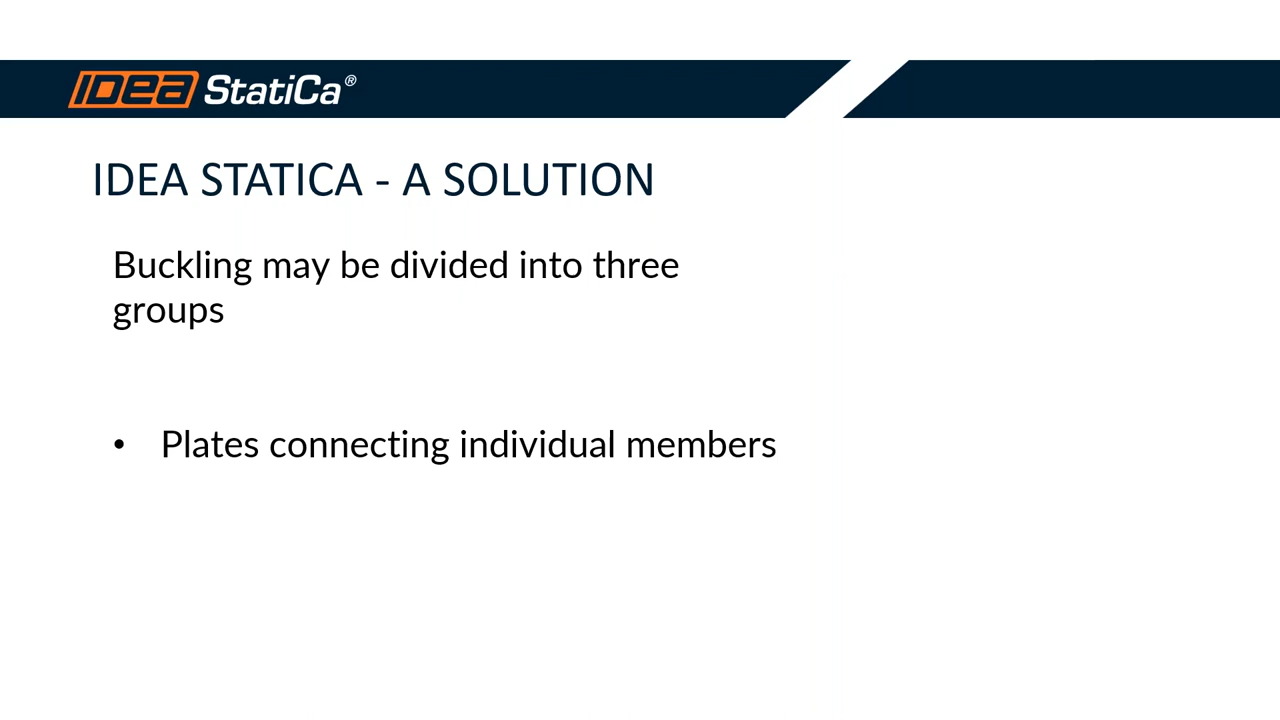 IDEA StatiCa®
IDEA STATICA - A SOLUTION
Buckling may be divided into three
groups
• Plates connecting individual members